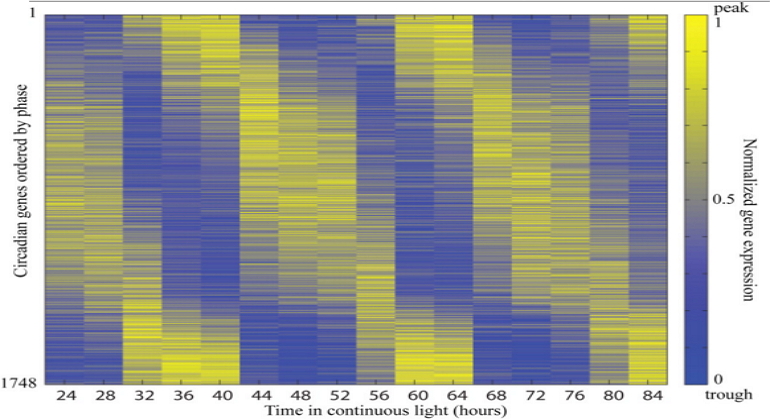 peak
1
1
Circadian genes ordered by phase
0.5
Normalized gene expression
1748
0
trough
24 28 32 36 40 44 48 52 56 60 64 68 72 76 80 84
Time in continuous light (hours)